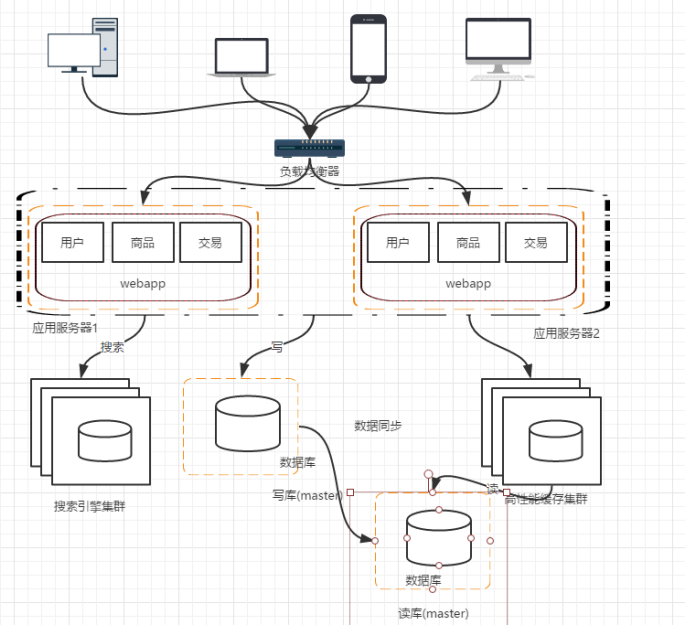 负载均衡器
用户
商品
交易
webapp
用户
商品
交易
webapp
应用服务器1
应用服务器2
搜索
写
数据同步
数据库
搜索引擎集群
写库(master)
读
高性能缓存集群
数据库
读库(master)